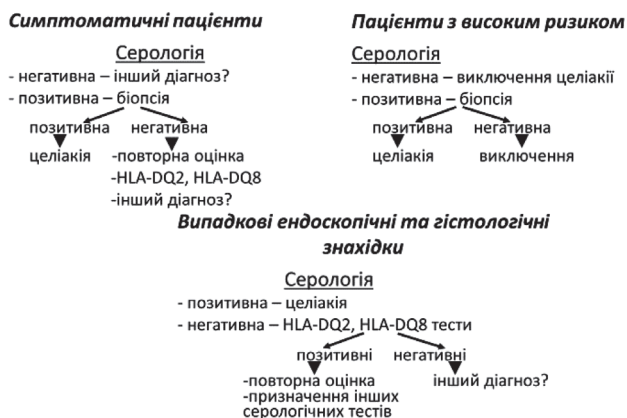 Симптоматичні пацієнти
Серологія
- негативна – інший діагноз?
- позитивна – біопсія
позитивна негативна
целіакія
-повторна оцінка
-HLA-DQ2, HLA-DQ8
-інший діагноз?
Пацієнти з високим ризиком
Серологія
- негативна – виключення целіакії
- позитивна – біопсія
позитивна негативна
целіакія виключення
Випадкові ендоскопічні та гістологічні
знахідки
Серологія
- позитивна – целіакія
- негативна – HLA-DQ2, HLA-DQ8 тести
позитивні негативні
-повторна оцінка
-призначення інших
серологічних тестів
інший діагноз?